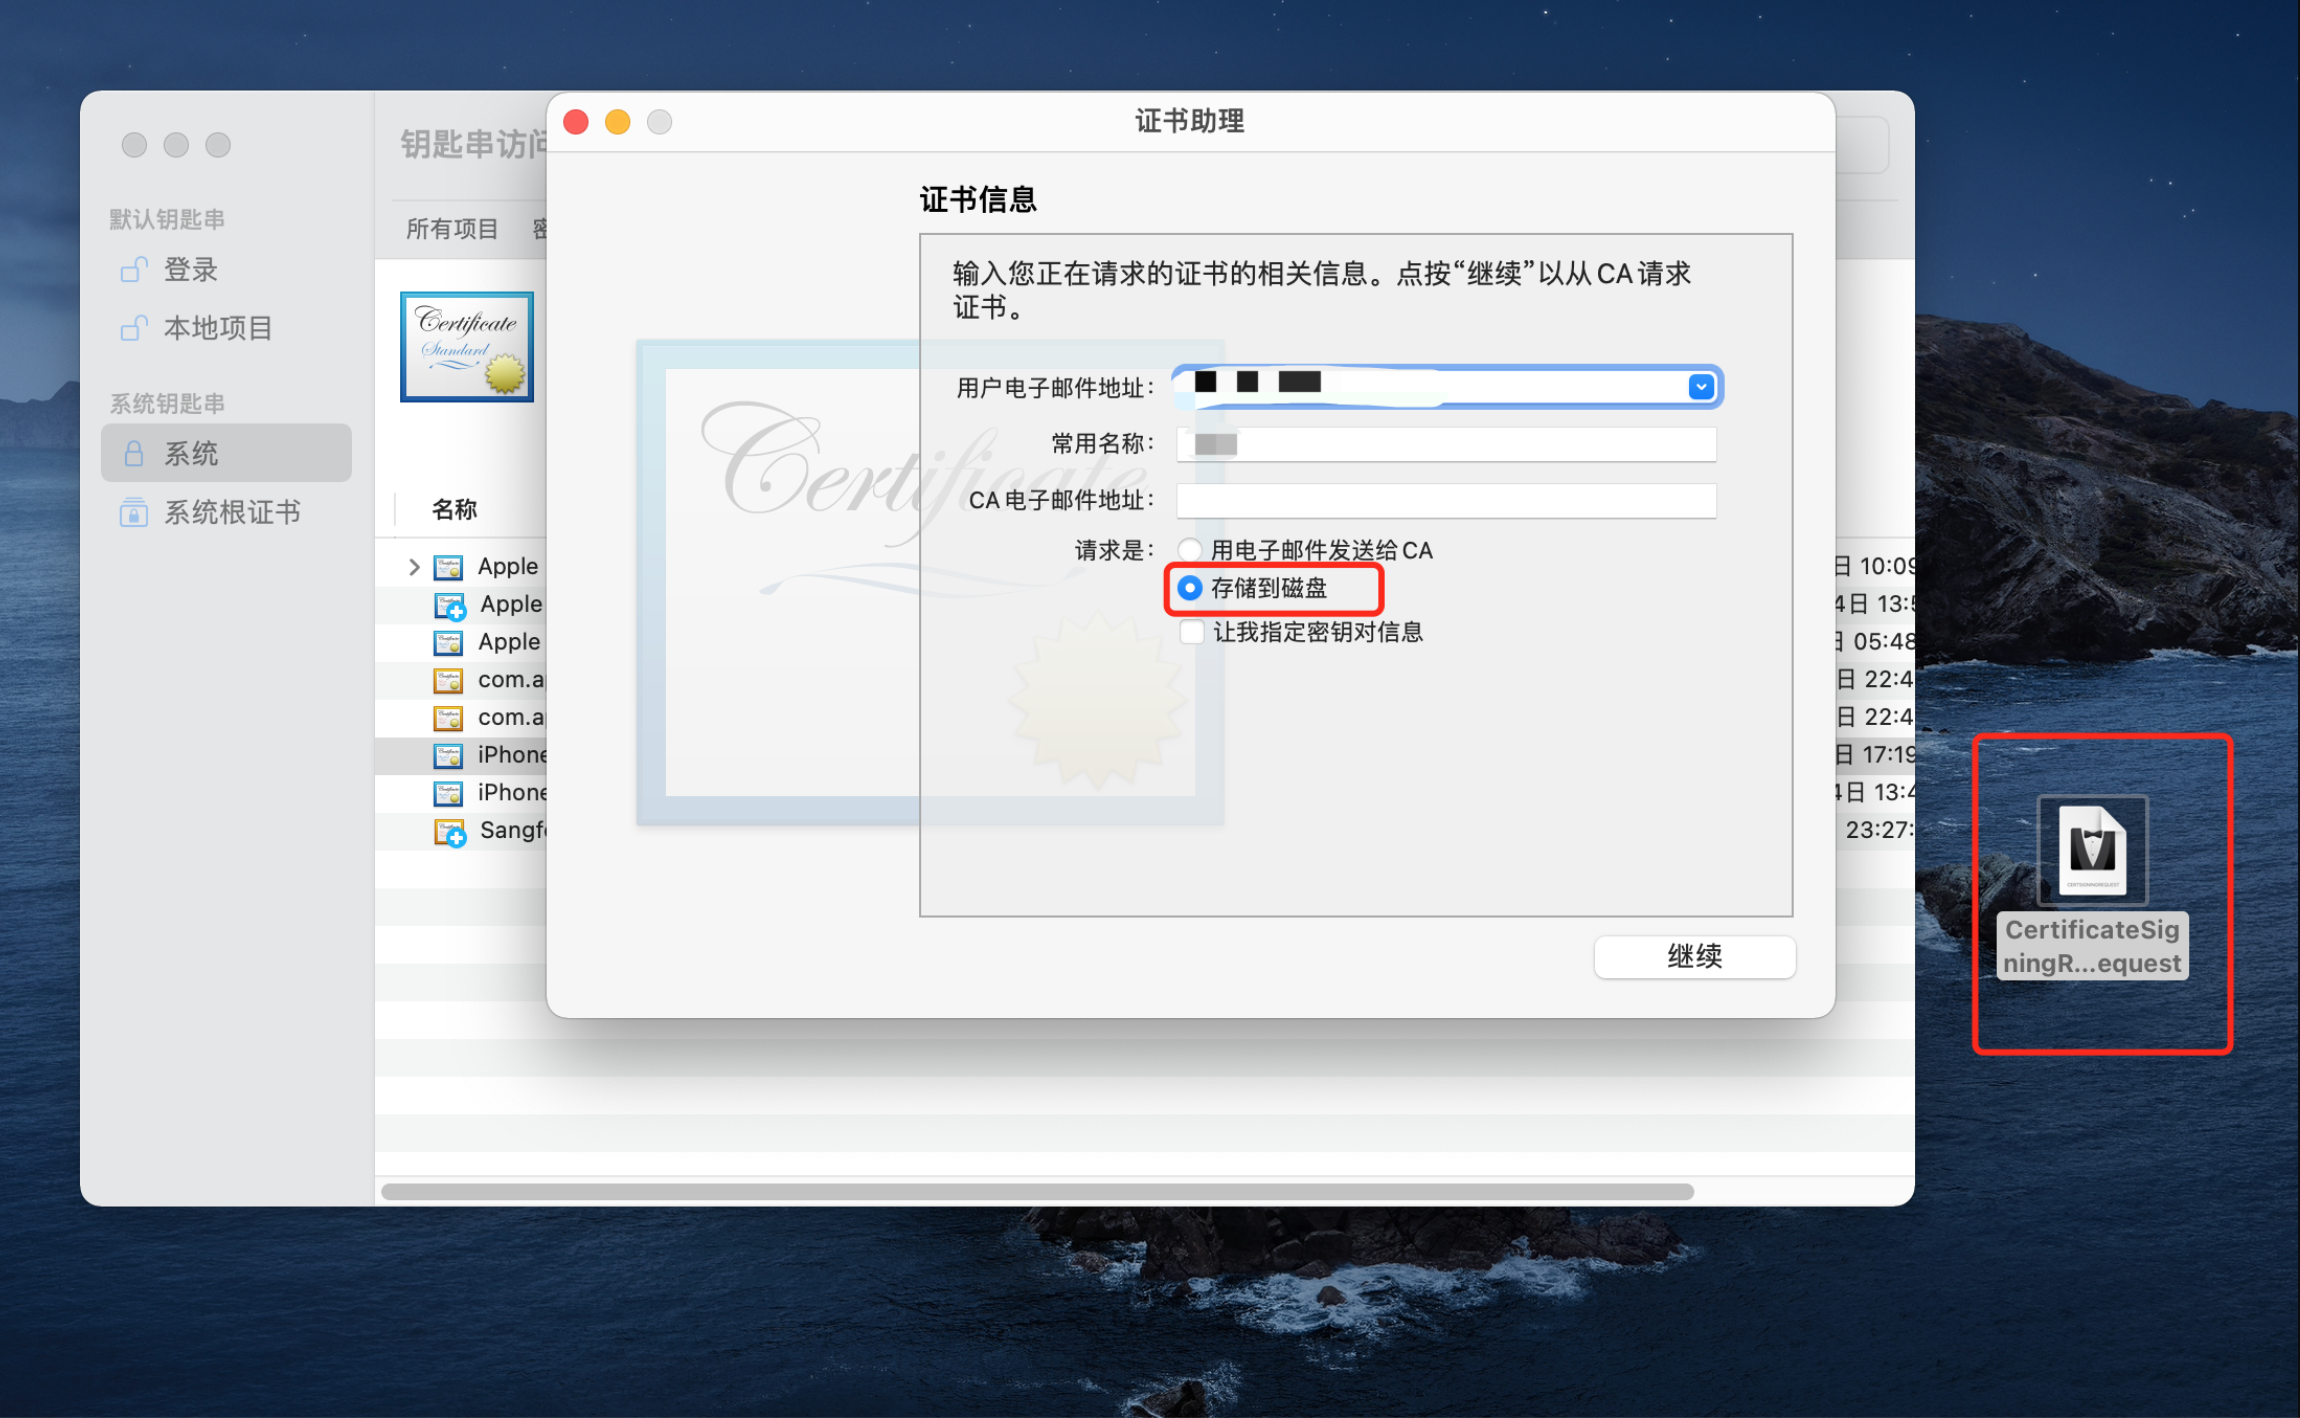 钥匙串访问
证书助理
默认钥匙串
登录
本地项目
系统钥匙串
系统
系统根证书
所有项目
Certificate
Standard
名称
Apple
Apple
Apple
com.a
com.a
iPhone
iPhone
Sangf
证书信息
输入您正在请求的证书的相关信息。点按“继续”以从 CA 请求
证书。
用户电子邮件地址：
常用名称：
CA 电子邮件地址：
请求是：
用电子邮件发送给 CA
存储到磁盘
让我指定密钥对信息
Certificate
继续
日 10:09
4日 13:5
日 05:48
日 22:4
日 22:4
日 17:19
4日 13:4
23:27:
CERTSIGNINGREQUEST
CertificateSig
ningR...equest